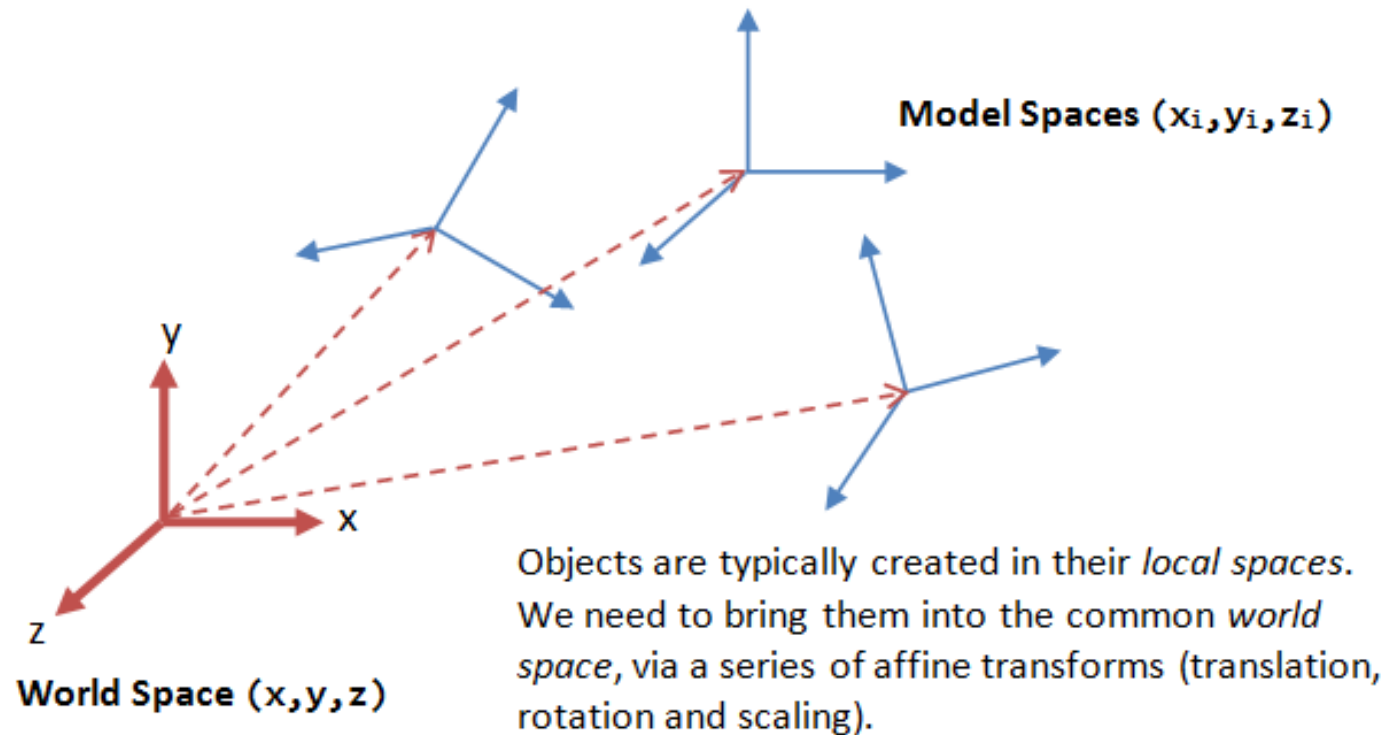 Model Spaces (xi,yi,zi)
y
x
z
World Space (x,y,z)
Objects are typically created in their local spaces.
We need to bring them into the common world
space, via a series of affine transforms (translation,
rotation and scaling).